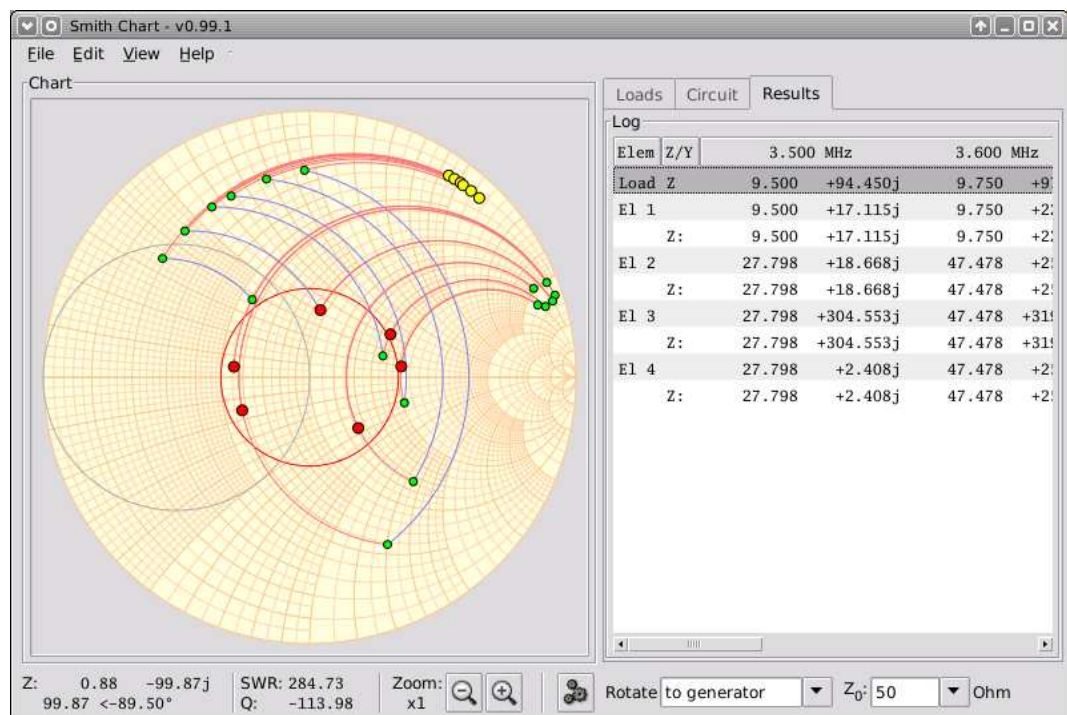 Smith Chart - v0.99.1
File Edit View Help
Chart
Loads Circuit Results
Log
Elem Z/Y 3.500 MHz 3.600 MHz
Load Z 9.500 +94.450j 9.750
El 1 9.500 +17.115j 9.750
Z: 9.500 +17.115j 9.750
El 2 27.798 +18.668j 47.478
Z: 27.798 +18.668j 47.478
El 3 27.798 +304.553j 47.478
Z: 27.798 +304.553j 47.478
El 4 27.798 +2.408j 47.478
Z: 27.798 +2.408j 47.478
Z: 0.88 -99.87j SWR: 284.73 Zoom:
99.87 <-89.50° Q: -113.98 x1
Rotate to generator Z0: 50 Ohm